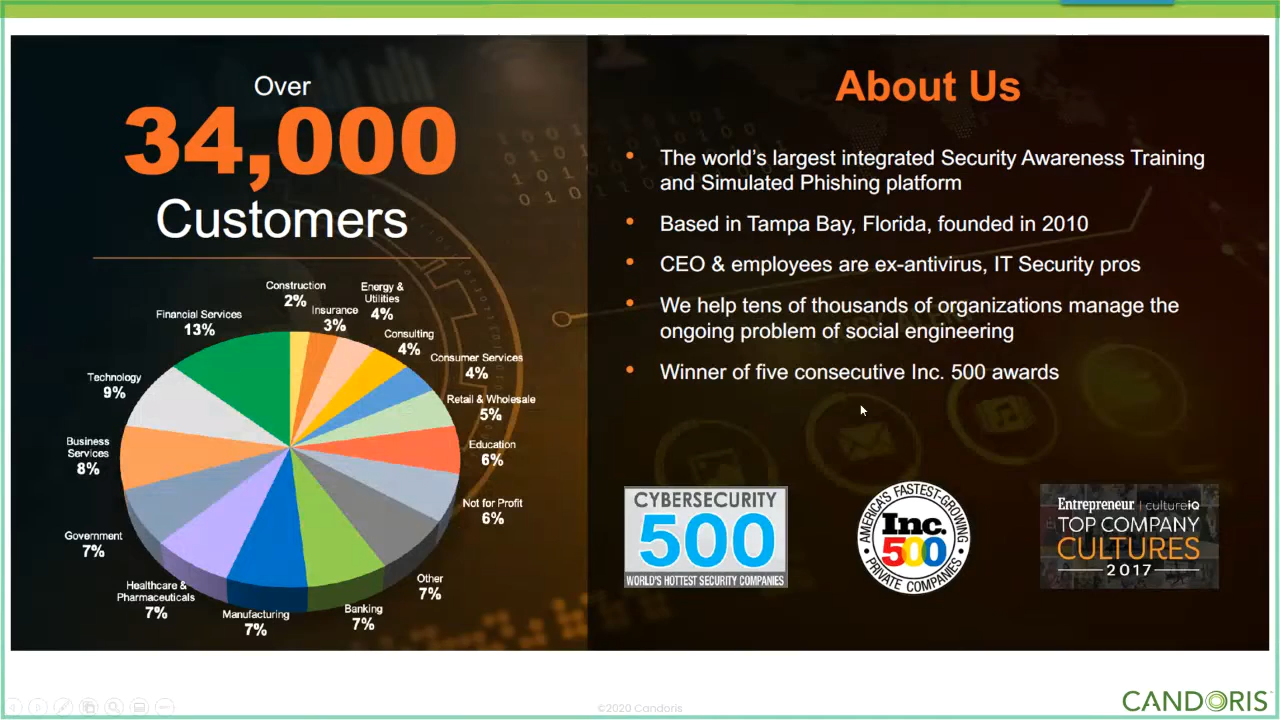 Over
34,000
Customers
Construction
2%
Energy &
Utilities
4%
Insurance
3%
Financial Services
13%
Consulting
4%
Consumer Services
4%
Technology
9%
Retail & Wholesale
5%
Business
Services
8%
Education
6%
Not for Profit
6%
Government
7%
Other
7%
Healthcare &
Pharmaceuticals
7%
Banking
7%
Manufacturing
7%
About Us
• The world's largest integrated Security Awareness Training
and Simulated Phishing platform
• Based in Tampa Bay, Florida, founded in 2010
• CEO & employees are ex-antivirus, IT Security pros
• We help tens of thousands of organizations manage the
ongoing problem of social engineering
• Winner of five consecutive Inc. 500 awards
CYBERSECURITY
500
WORLD'S HOTTEST SECURITY COMPANIES
AMERICA'S FASTEST-GROWING
Inc.
500
PRIVATE COMPANIES
Entrepreneur | cultureiQ
TOP COMPANY
CULTURES
2017
©2020 Candoris
CANDORIS